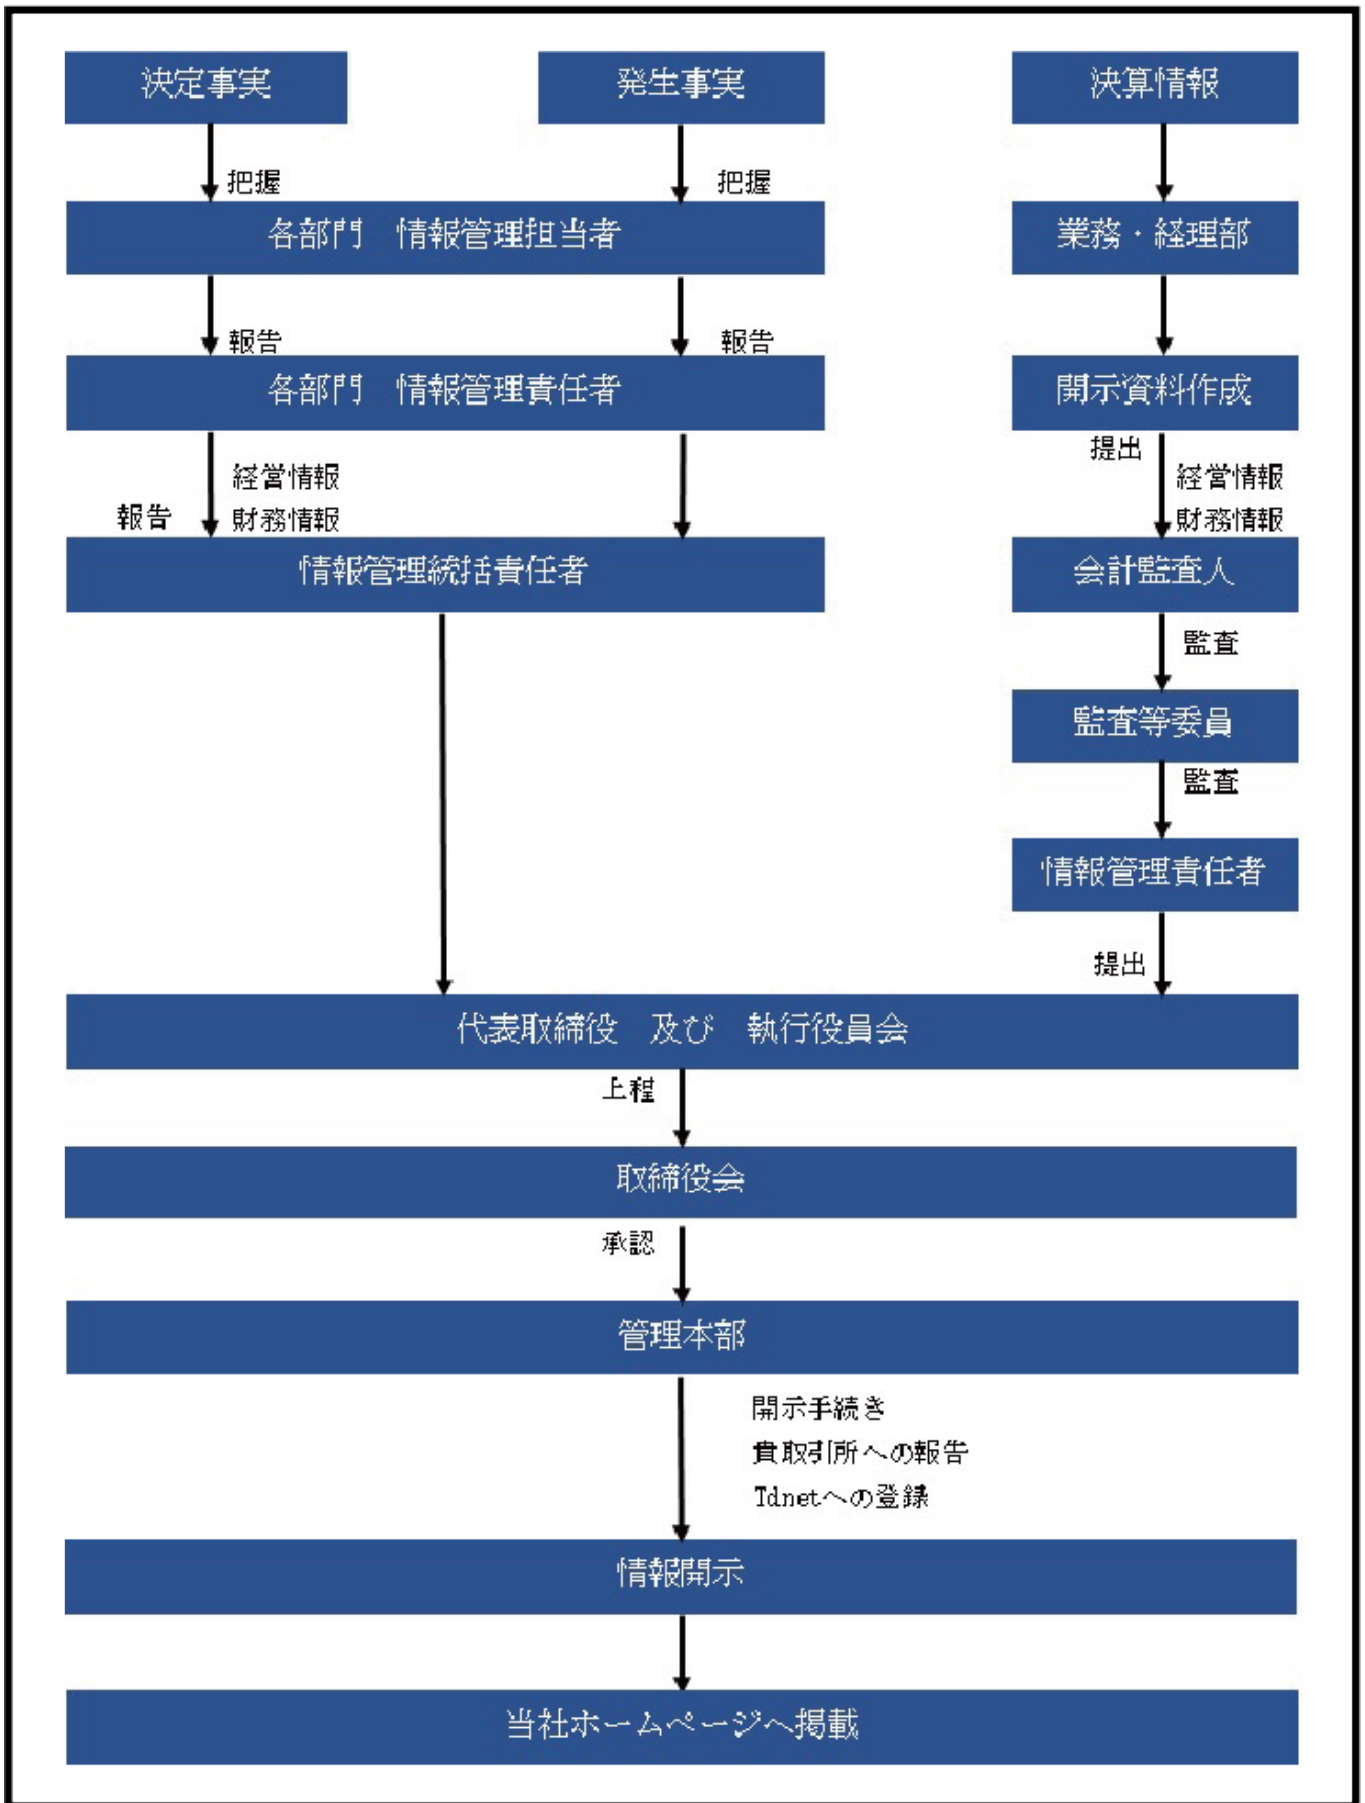 決定事実
発生事実
決算情報
把握
把握
各部門　情報管理担当者
業務・経理部
報告
報告
各部門　情報管理責任者
開示資料作成
提出
経営情報
経営情報
報告
財務情報
財務情報
情報管理統括責任者
会計監査人
監査
監査等委員
監査
情報管理責任者
提出
代表取締役　及び　執行役員会
上程
取締役会
承認
管理本部
開示手続き
貴取引所への報告
Tdnetへの登録
情報開示
当社ホームページへ掲載